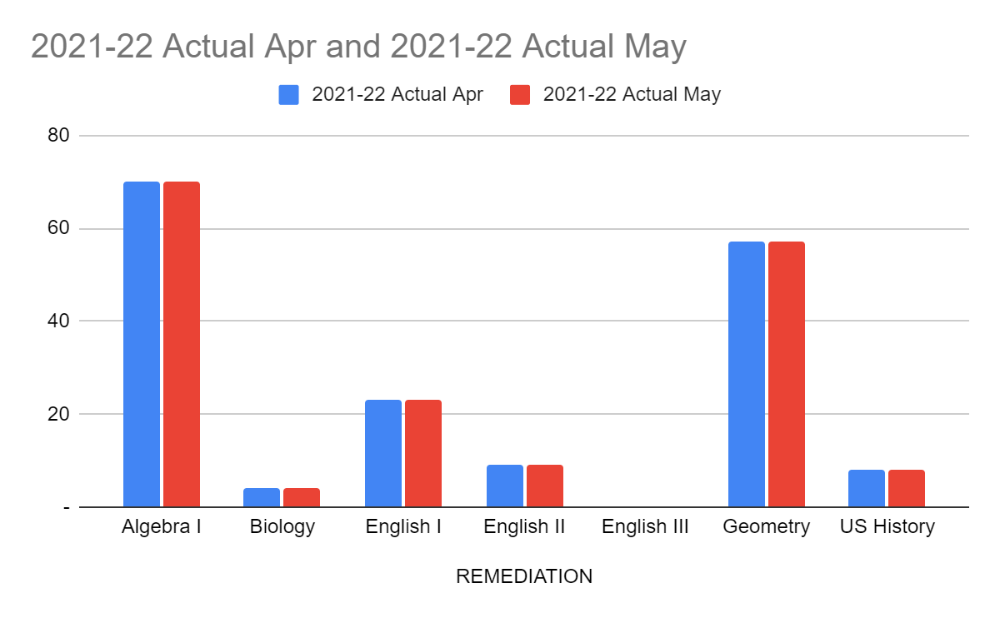 2021-22 Actual Apr and 2021-22 Actual May
2021-22 Actual Apr 2021-22 Actual May
80
60
40
20
-
Algebra I Biology English I English II English III Geometry US History
REMEDIATION